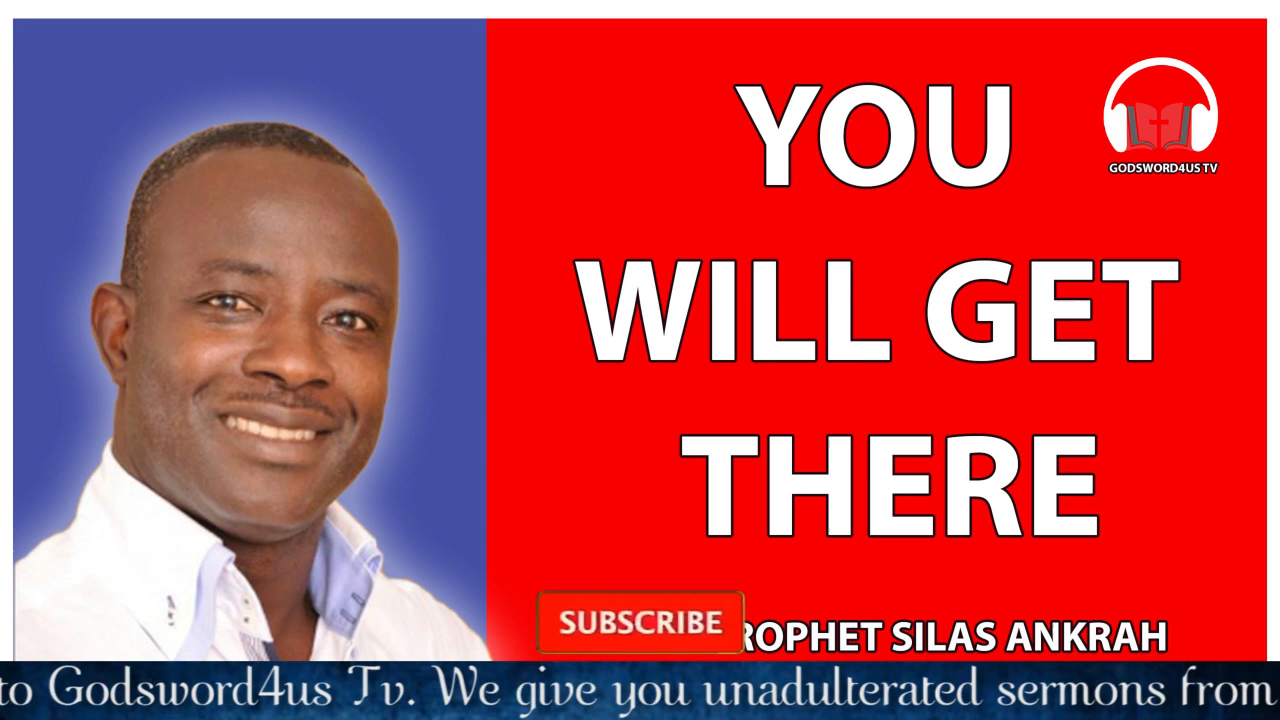 YOU
GODSWORD4US TV
WILL GET
THERE
SUBSCRIBE
ROPHET SILAS ANKRAH
to Godsword4us Tv. We give you unadulterated sermons from